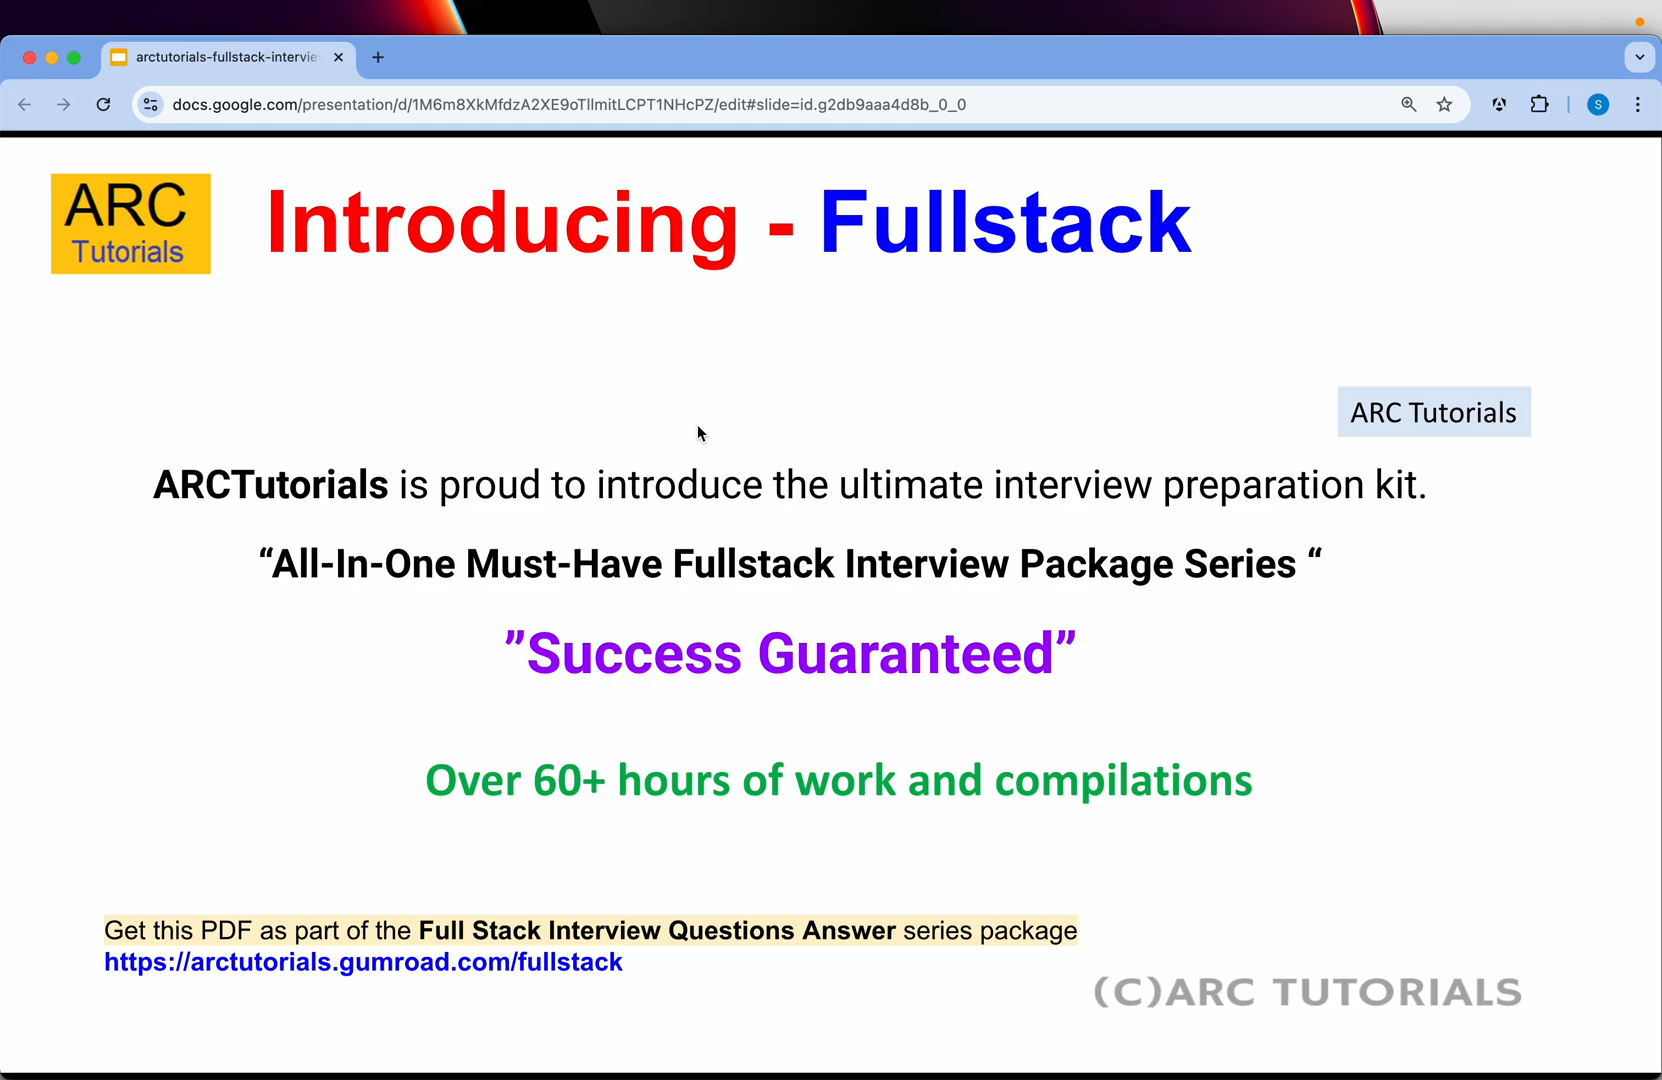 arctutorials-fullstack-intervie
docs.google.com/presentation/d/1M6m8XkMfdzA2XE9oTllmitLCPT1NHcPZ/edit#slide=id.g2db9aaa4d8b_0_0
S
ARC
Tutorials
Introducing - Fullstack
ARC Tutorials
ARCTutorials is proud to introduce the ultimate interview preparation kit.
“All-In-One Must-Have Fullstack Interview Package Series “
”Success Guaranteed”
Over 60+ hours of work and compilations
Get this PDF as part of the Full Stack Interview Questions Answer series package
https://arctutorials.gumroad.com/fullstack
(C)ARC TUTORIALS